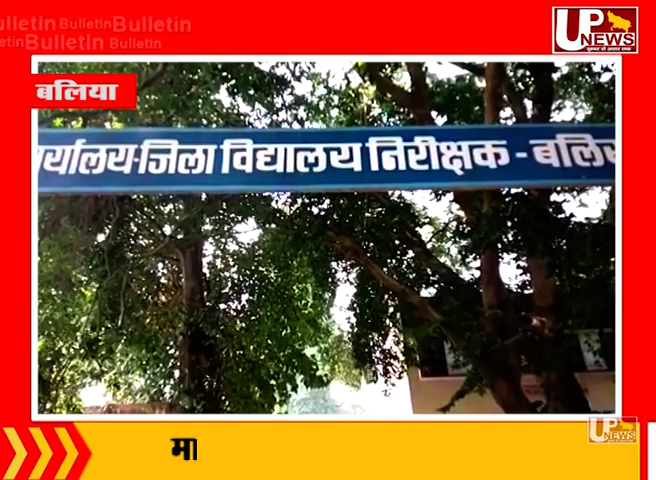 Bulletin Bulletin Bulletin
Bulletin Bulletin Bulletin
UP NEWS
बलिया
र्यालय-जिला विद्यालय निरीक्षक - बलि
UP NEWS
मा